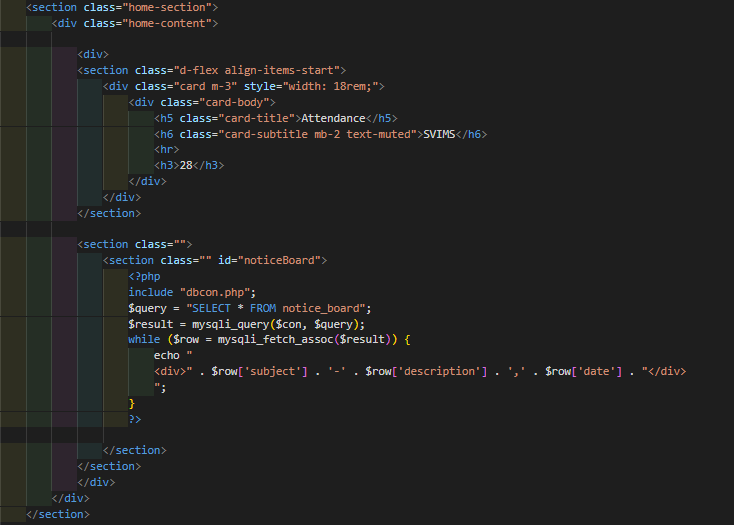 <section class="home-section">
<div class="home-content">
<div>
<section class="d-flex align-items-start">
<div class="card m-3" style="width: 18rem;">
<div class="card-body">
<h5 class="card-title">Attendance</h5>
<h6 class="card-subtitle mb-2 text-muted">SVIMS</h6>
<hr>
<h3>28</h3>
</div>
</div>
</section>
<section class="">
<section class="" id="noticeBoard">
<?php
include "dbcon.php";
$query = "SELECT * FROM notice_board";
$result = mysqli_query($con, $query);
while ($row = mysqli_fetch_assoc($result)) {
echo "
<div>" . $row['subject'] . '-' . $row['description'] . ',' . $row['date'] . "</div>
";
}
?>
</section>
</section>
</div>
</div>
</section>